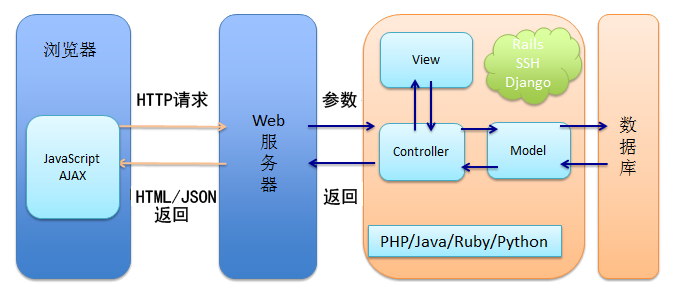 浏览器
JavaScript
AJAX
HTTP请求
HTML/JSON
返回
Web
服
务
器
参数
返回
View
Rails
SSH
Django
Controller
Model
PHP/Java/Ruby/Python
数
据
库